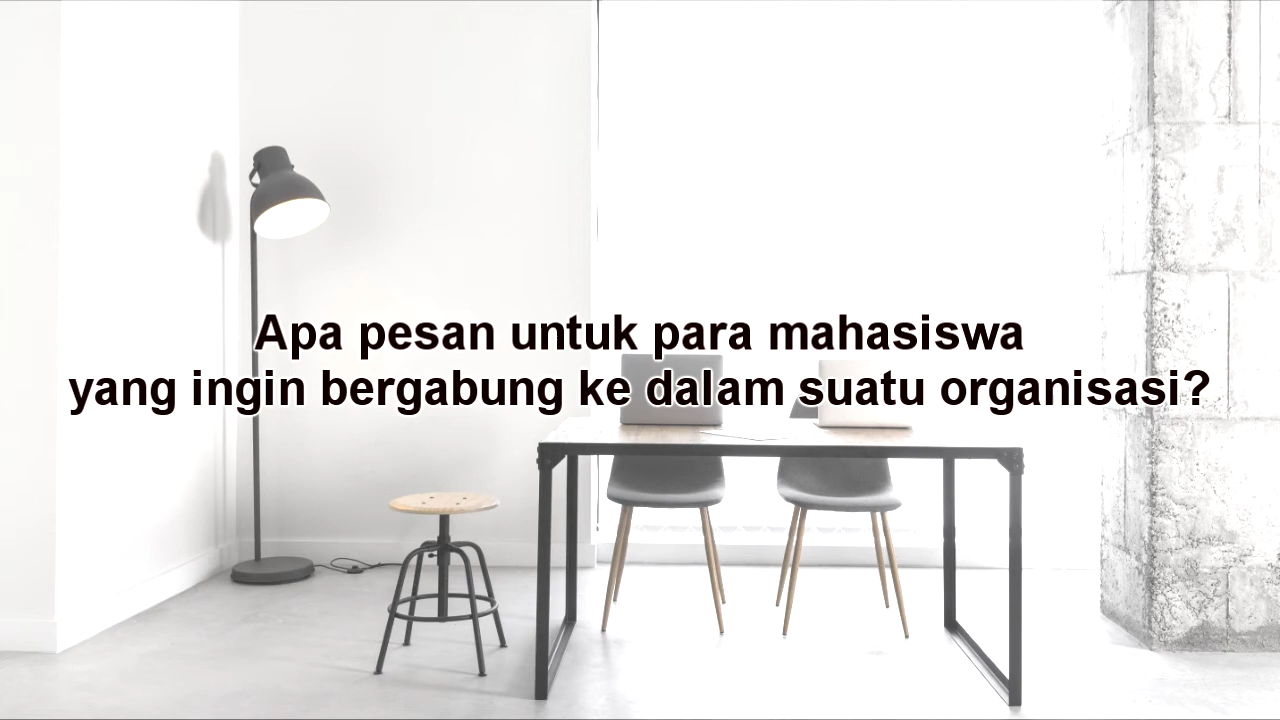 Apa pesan untuk para mahasiswa
yang ingin bergabung ke dalam suatu organisasi?